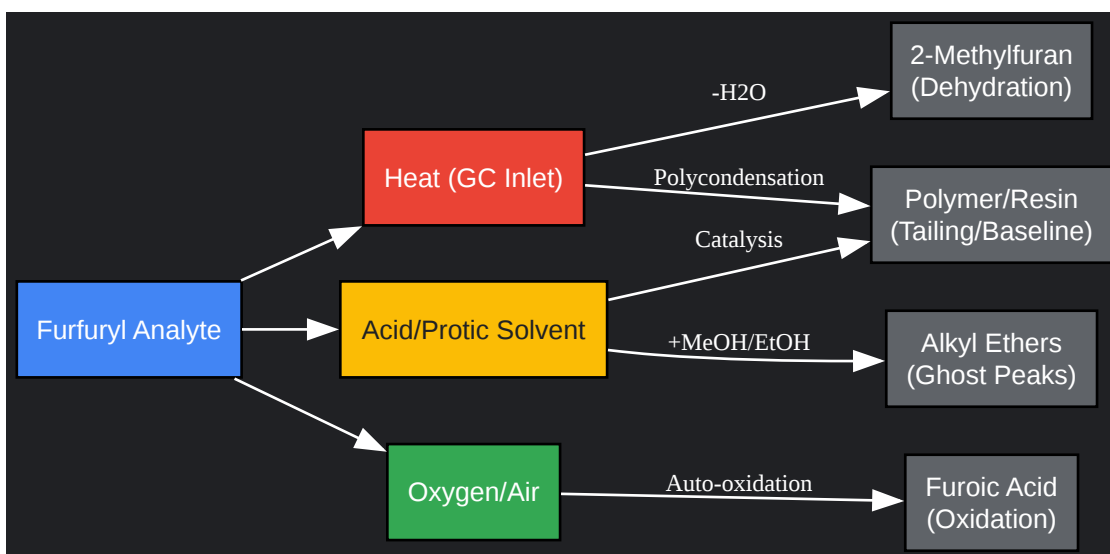 2-Methylfuran
(Dehydration)
-H2O
Heat (GC Inlet)
Polycondensation
Polymer/Resin
(Tailing/Baseline)
Catalysis
Furfuryl Analyte
Acid/Protic Solvent
+MeOH/EtOH
Alkyl Ethers
(Ghost Peaks)
Oxygen/Air
Auto-oxidation
Furoic Acid
(Oxidation)